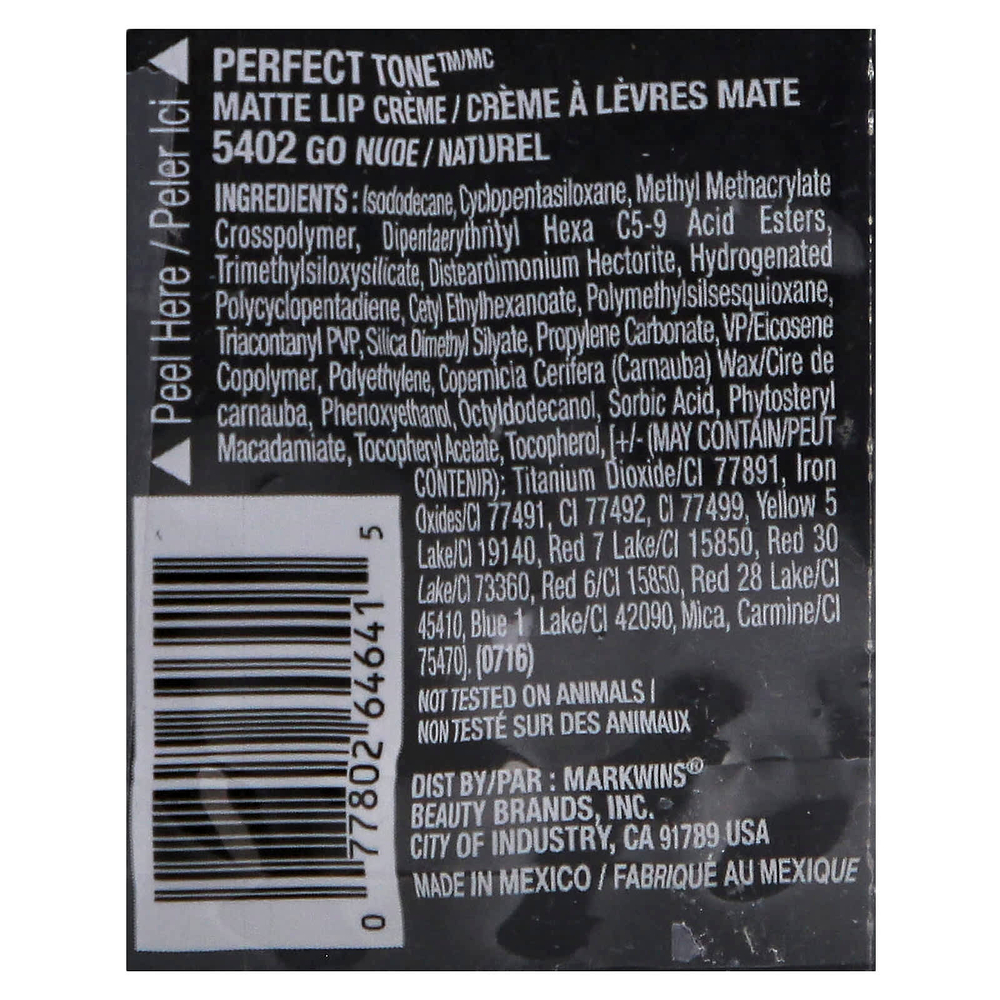 Peel Here / Peler Ici
PERFECT TONE™/MC
MATTE LIP CRÈME / CRÈME À LÈVRES MATE
5402 GO NUDE / NATUREL
INGREDIENTS : Isododecane, Cyclopentasiloxane, Methyl Methacrylate
Crosspolymer, Dipentaerythrityl Hexa C5-9 Acid Esters,
Trimethylsiloxysilicate, Disteardimonium Hectorite, Hydrogenated
Polycyclopentadiene, Cetyl Ethylhexanoate, Polymethylsilsesquioxane,
Triacontanyl PVP, Silica Dimethyl Silyate, Propylene Carbonate, VP/Eicosene
Copolymer, Polyethylene, Copernicia Cerifera (Carnauba) Wax/Cire de
carnauba, Phenoxyethanol, Octyldodecanol, Sorbic Acid, Phytosteryl
Macadamiate, Tocopheryl Acetate, Tocopherol, [+/- (MAY CONTAIN/PEUT
CONTENIR): Titanium Dioxide/CI 77891, Iron
Oxides/CI 77491, CI 77492, CI 77499, Yellow 5
Lake/CI 19140, Red 7 Lake/CI 15850, Red 30
Lake/CI 73360, Red 6/CI 15850, Red 28 Lake/CI
45410, Blue 1 Lake/CI 42090, Mica, Carmine/CI
75470]. (0716)
NOT TESTED ON ANIMALS /
NON TESTÉ SUR DES ANIMAUX
DIST BY/PAR : MARKWINS®
BEAUTY BRANDS, INC.
CITY OF INDUSTRY, CA 91789 USA
MADE IN MEXICO / FABRIQUÉ AU MEXIQUE
0 77802 64641 5